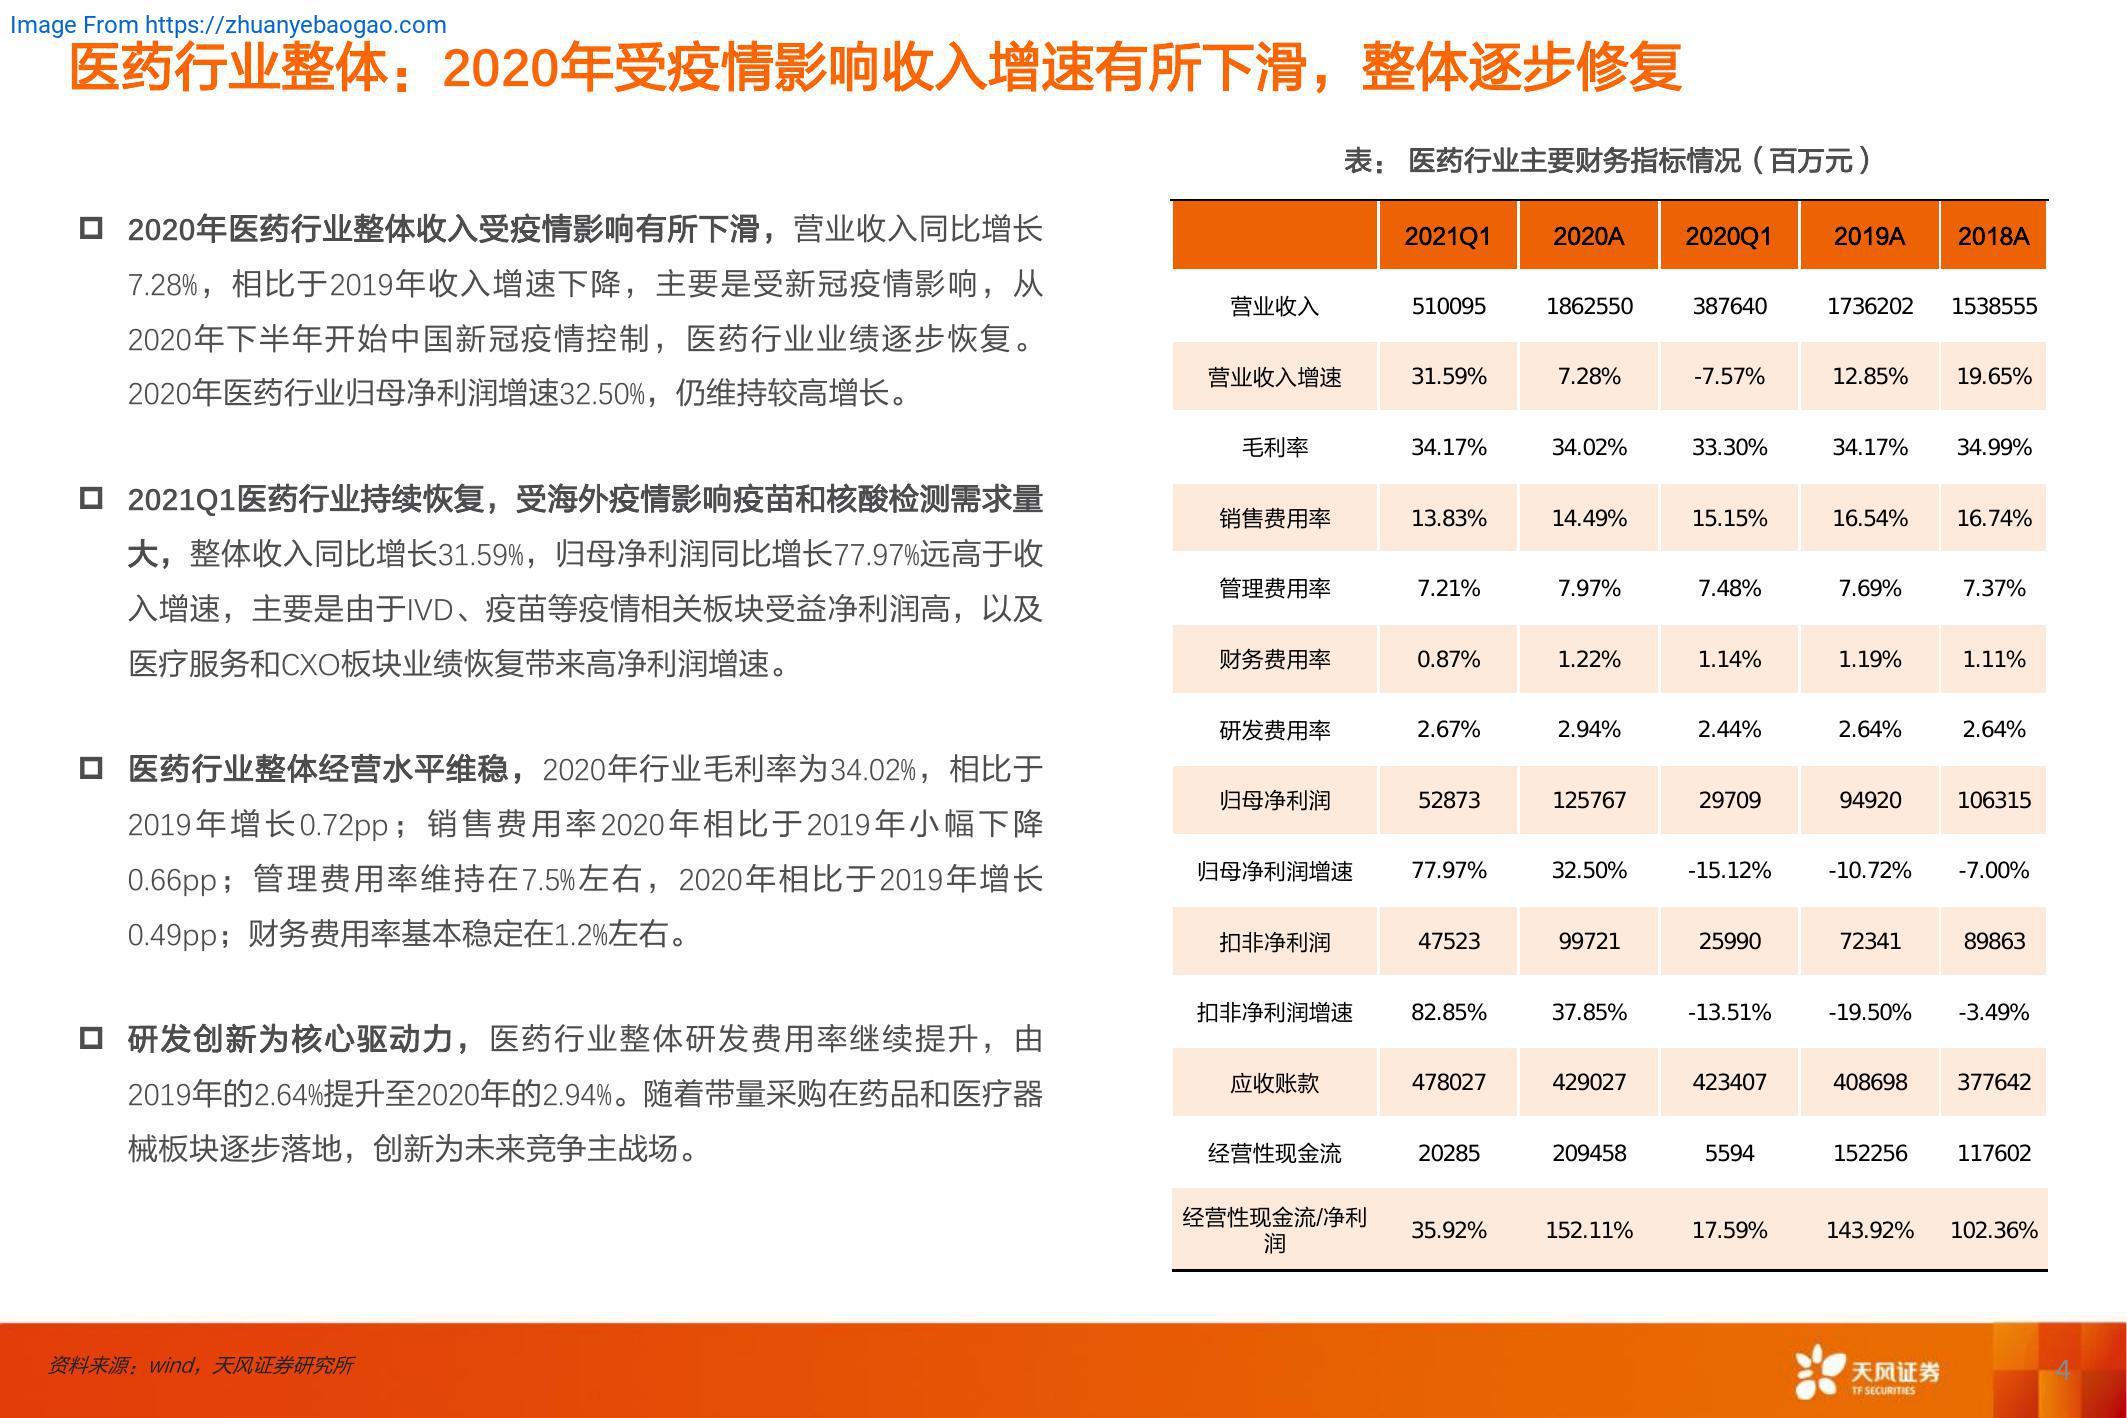 Image From https://zhuanyebaogao.com
医药行业整体：2020年受疫情影响收入增速有所下滑，整体逐步修复
2020年医药行业整体收入受疫情影响有所下滑，营业收入同比增长
7.28%，相比于2019年收入增速下降，主要是受新冠疫情影响，从
2020年下半年开始中国新冠疫情控制，医药行业业绩逐步恢复。
2020年医药行业归母净利润增速32.50%，仍维持较高增长。
2021Q1医药行业持续恢复，受海外疫情影响疫苗和核酸检测需求量
大，整体收入同比增长31.59%，归母净利润同比增长77.97%远高于收
入增速，主要是由于IVD、疫苗等疫情相关板块受益净利润高，以及
医疗服务和CXO板块业绩恢复带来高净利润增速。
医药行业整体经营水平维稳，2020年行业毛利率为34.02%，相比于
2019年增长0.72pp；销售费用率2020年相比于2019年小幅下降
0.66pp；管理费用率维持在7.5%左右，2020年相比于2019年增长
0.49pp；财务费用率基本稳定在1.2%左右。
研发创新为核心驱动力，医药行业整体研发费用率继续提升，由
2019年的2.64%提升至2020年的2.94%。随着带量采购在药品和医疗器
械板块逐步落地，创新为未来竞争主战场。
表： 医药行业主要财务指标情况（百万元）
2021Q1 2020A 2020Q1 2019A 2018A
营业收入 510095 1862550 387640 1736202 1538555
营业收入增速 31.59% 7.28% -7.57% 12.85% 19.65%
毛利率 34.17% 34.02% 33.30% 34.17% 34.99%
销售费用率 13.83% 14.49% 15.15% 16.54% 16.74%
管理费用率 7.21% 7.97% 7.48% 7.69% 7.37%
财务费用率 0.87% 1.22% 1.14% 1.19% 1.11%
研发费用率 2.67% 2.94% 2.44% 2.64% 2.64%
归母净利润 52873 125767 29709 94920 106315
归母净利润增速 77.97% 32.50% -15.12% -10.72% -7.00%
扣非净利润 47523 99721 25990 72341 89863
扣非净利润增速 82.85% 37.85% -13.51% -19.50% -3.49%
应收账款 478027 429027 423407 408698 377642
经营性现金流 20285 209458 5594 152256 117602
经营性现金流/净利
润 35.92% 152.11% 17.59% 143.92% 102.36%
资料来源：wind，天风证券研究所
天风证券
TF SECURITIES
4